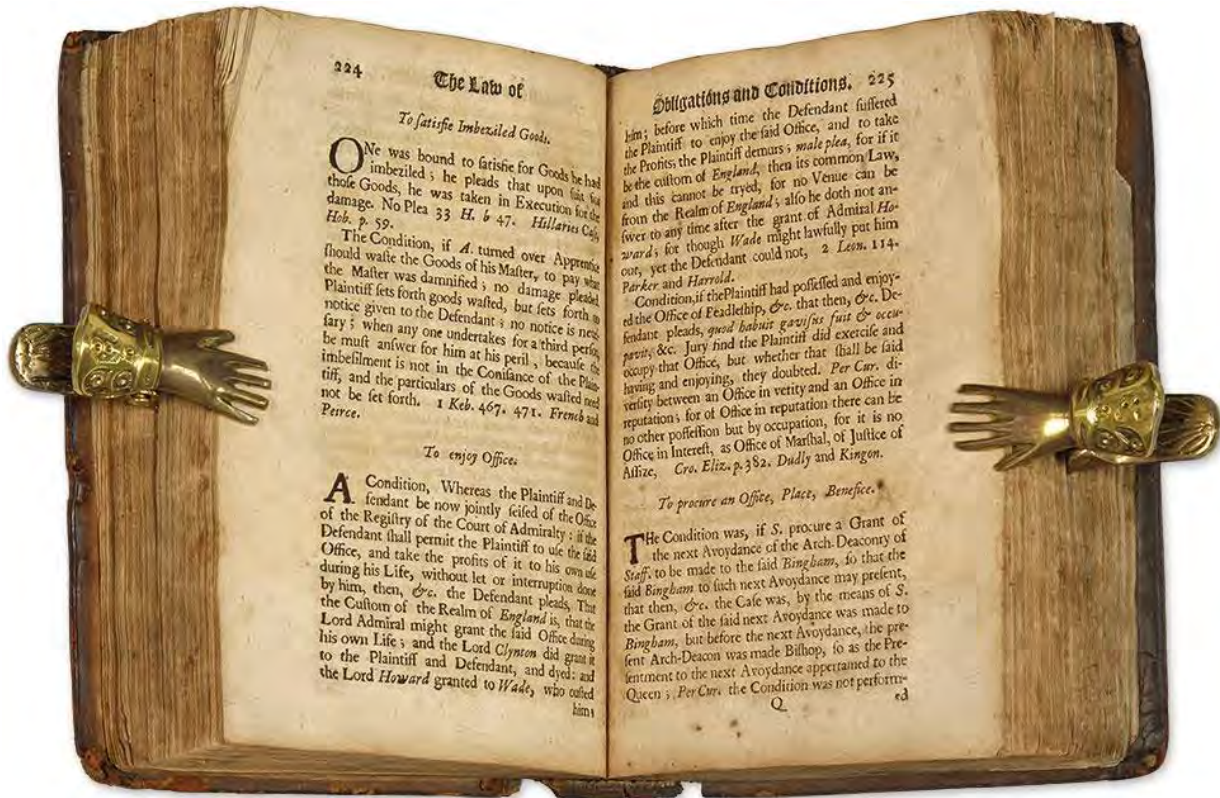 224 The Law of
To ſatisfie Imbeziled Goods.
ONe was bound to ſatisfie for Goods he had
imbeziled ; he pleads that upon ſuit for
thoſe Goods, he was taken in Execution for the
damage. No Plea 33 H. 6 47. Hillaries Caſe,
Hob. p. 59.
The Condition, if A. turned over Apprentice
ſhould waſte the Goods of his Maſter, to pay what
the Maſter was damnified ; no damage pleaded
Plaintiff ſets forth goods waſted, but ſets forth no
notice given to the Defendant ; no notice is neceſ-
ſary ; when any one undertakes for a third perſon,
he muſt anſwer for him at his peril , becauſe the
imbeſilment is not in the Coniſance of the Plain-
tiff, and the particulars of the Goods waſted need
not be ſet forth. 1 Keb. 467. 471. French and
Peirce.
To enjoy Office.
A Condition, Whereas the Plaintiff and De-
fendant be now jointly ſeiſed of the Office
of the Regiſtry of the Court of Admiralty : if the
Defendant ſhall permit the Plaintiff to uſe the ſaid
Office, and take the profits of it to his own uſe
during his Life, without let or interruption done
by him, then, &c. the Defendant pleads, That
the Cuſtom of the Realm of England is, that the
Lord Admiral might grant the ſaid Office during
his own Life ; and the Lord Clynton did grant it
to the Plaintiff and Defendant, and dyed: and
the Lord Howard granted to Wade, who ouſted
him;
Obligations and Conditions. 225
him; before which time the Defendant ſuffered
the Plaintiff to enjoy the ſaid Office, and to take
the Profits; the Plaintiff demurs ; male plea, for if it
be the cuſtom of England, then its common Law,
and this cannot be tryed, for no Venue can be
from the Realm of England ; alſo he doth not an-
ſwer to any time after the grant of Admiral Ho-
ward ; for though Wade might lawfully put him
out, yet the Defendant could not, 2 Leon. 114.
Parker and Harrold.
Condition, if the Plaintiff had poſſeſſed and enjoy-
ed the Office of Feadleſhip, &c. that then, &c. De-
fendant pleads, quod habuit gaviſus fuit & occu-
pavit, &c. Jury find the Plaintiff did exerciſe and
occupy that Office, but whether that ſhall be ſaid
having and enjoying, they doubted. Per Cur. di-
verſity between an Office in verity and an Office in
reputation ; for of Office in reputation there can be
no other poſſeſſion but by occupation, for it is no
Office in Intereſt, as Office of Marſhal, of Juſtice of
Aſſize, Cro. Eliz. p. 382. Dudly and Kingon.
To procure an Office, Place, Benefice.
THe Condition was, if S. procure a Grant of
the next Avoydance of the Arch-Deaconry of
Staff. to be made to the ſaid Bingham, ſo that the
ſaid Bingham to ſuch next Avoydance may preſent,
that then, &c. the Caſe was, by the means of S.
the Grant of the ſaid next Avoydance was made to
Bingham, but before the next Avoydance, the pre-
ſent Arch-Deacon was made Biſhop, ſo as the Pre-
ſentment to the next Avoydance appertained to the
Queen ; Per Cur. the Condition was not perform-
Q ed